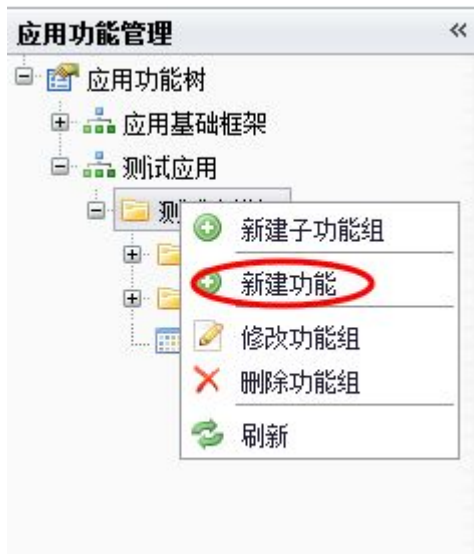 应用功能管理
应用功能树
应用基础框架
测试应用
新建子功能组
新建功能
修改功能组
删除功能组
刷新